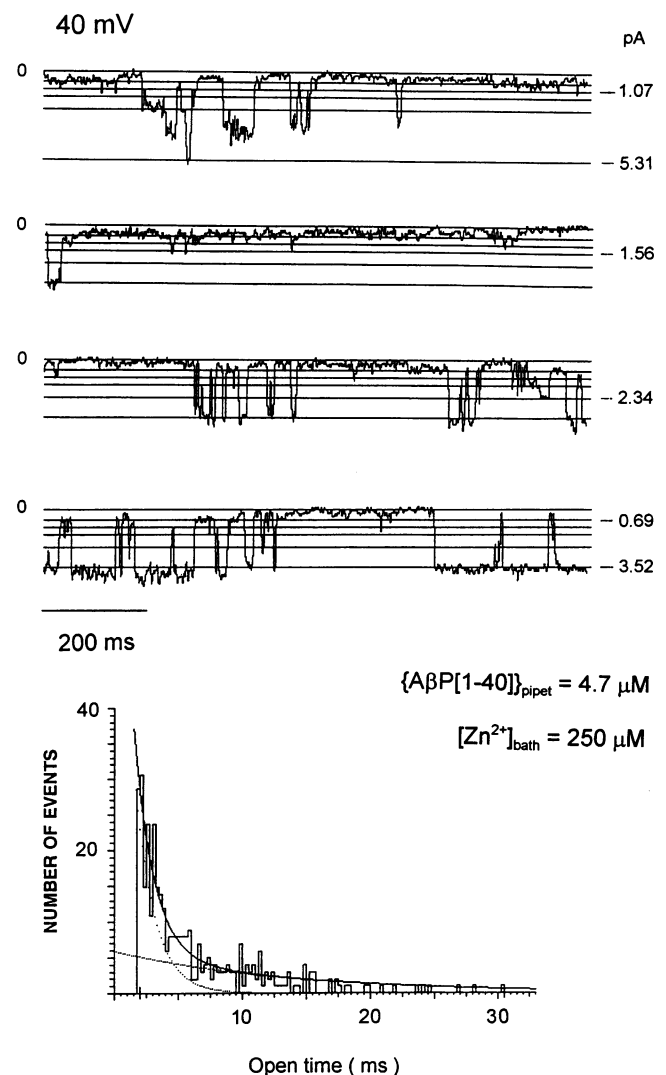 40 mV
pA
0
– 1.07
– 5.31
0
– 1.56
0
– 2.34
0
– 0.69
– 3.52
200 ms
{AβP[1-40]}pipet = 4.7 μM
[Zn²⁺]bath = 250 μM
40
20
NUMBER OF EVENTS
10 20 30
Open time ( ms )